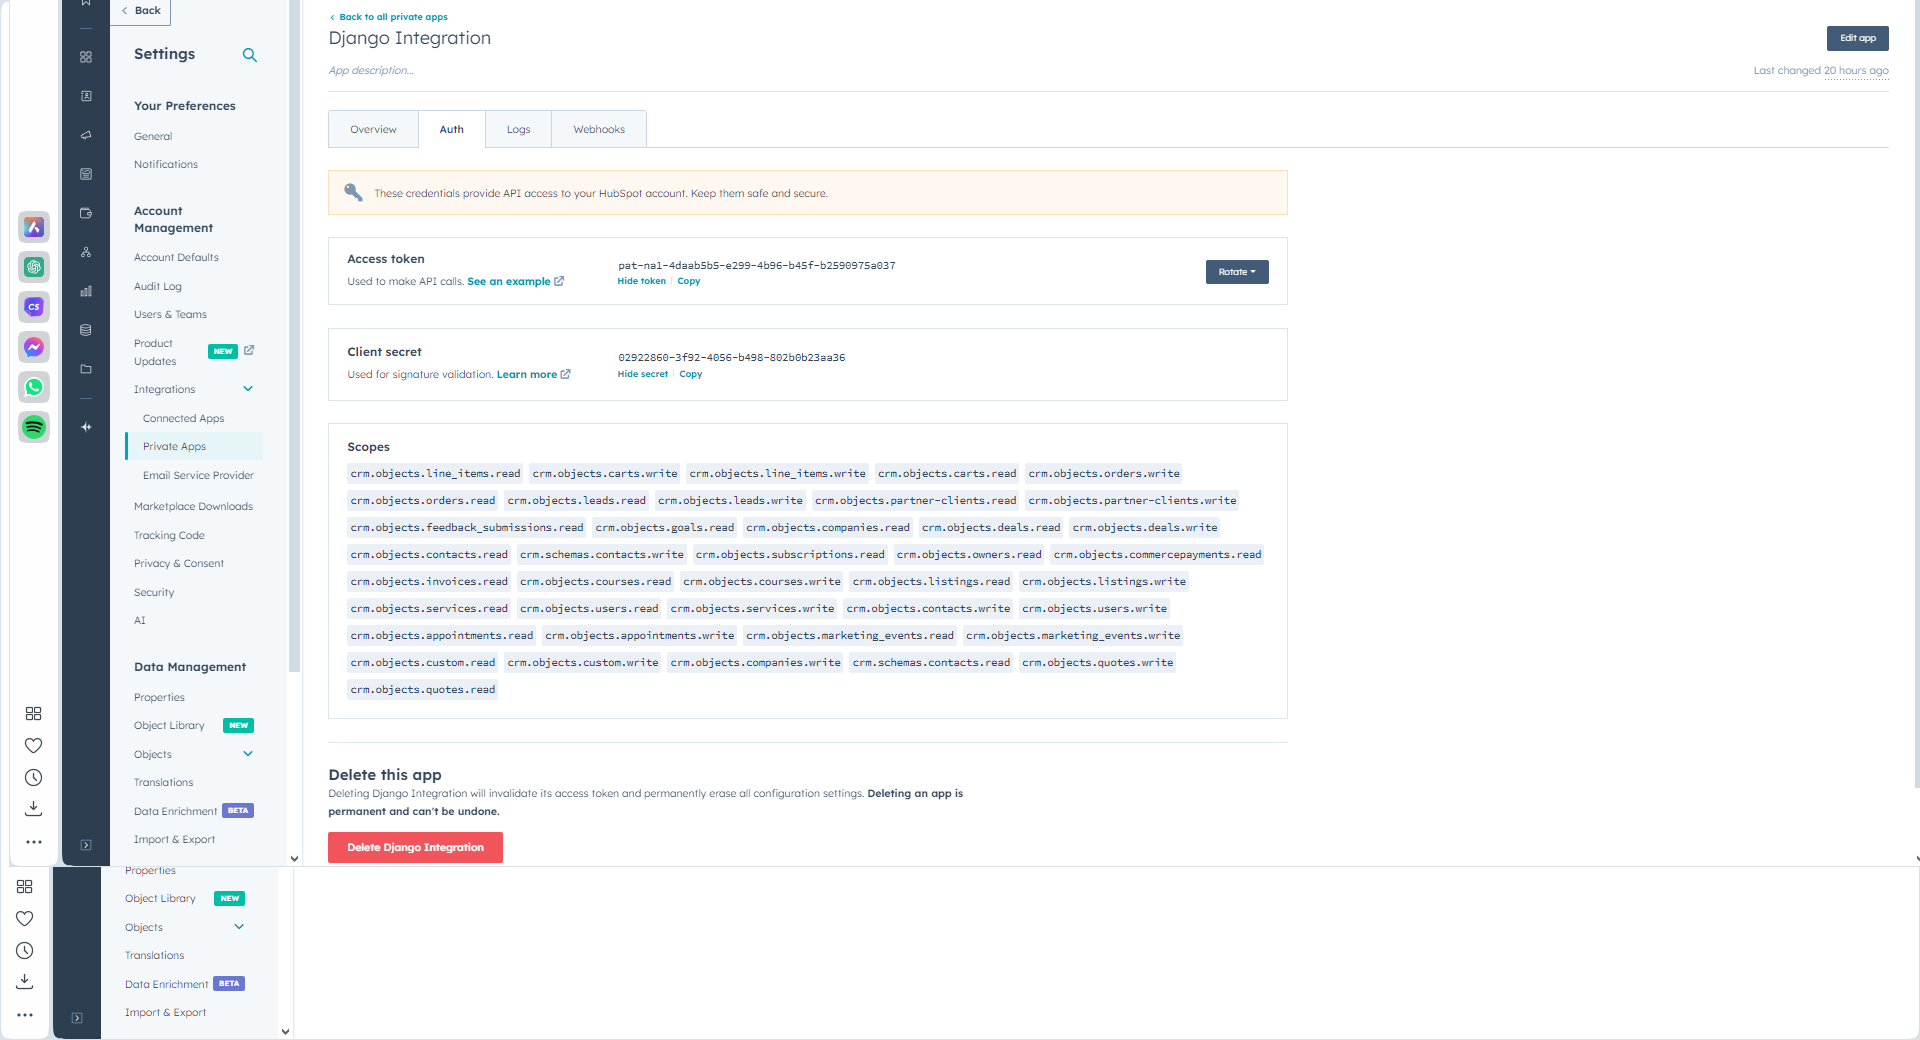 Back
Settings
Your Preferences
General
Notifications
Account
Management
Account Defaults
Audit Log
Users & Teams
Product
Updates
NEW
Integrations
Connected Apps
Private Apps
Email Service Provider
Marketplace Downloads
Tracking Code
Privacy & Consent
Security
AI
Data Management
Properties
Object Library NEW
Objects
Translations
Data Enrichment BETA
Import & Export
Back to all private apps
Django Integration
Edit app
App description...
Last changed 20 hours ago
Overview Auth Logs Webhooks
These credentials provide API access to your HubSpot account. Keep them safe and secure.
Access token
Used to make API calls. See an example
pat-na1-4daab5b5-e299-4b96-b45f-b2590975a037
Hide token Copy
Rotate
Client secret
Used for signature validation. Learn more
02922860-3f92-4056-b498-802b0b23aa36
Hide secret Copy
Scopes
crm.objects.line_items.read crm.objects.carts.write crm.objects.line_items.write crm.objects.carts.read crm.objects.orders.write
crm.objects.orders.read crm.objects.leads.read crm.objects.leads.write crm.objects.partner-clients.read crm.objects.partner-clients.write
crm.objects.feedback_submissions.read crm.objects.goals.read crm.objects.companies.read crm.objects.deals.read crm.objects.deals.write
crm.objects.contacts.read crm.schemas.contacts.write crm.objects.subscriptions.read crm.objects.owners.read crm.objects.commercepayments.read
crm.objects.invoices.read crm.objects.courses.read crm.objects.courses.write crm.objects.listings.read crm.objects.listings.write
crm.objects.services.read crm.objects.users.read crm.objects.services.write crm.objects.contacts.write crm.objects.users.write
crm.objects.appointments.read crm.objects.appointments.write crm.objects.marketing_events.read crm.objects.marketing_events.write
crm.objects.custom.read crm.objects.custom.write crm.objects.companies.write crm.schemas.contacts.read crm.objects.quotes.write
crm.objects.quotes.read
Delete this app
Deleting Django Integration will invalidate its access token and permanently erase all configuration settings. Deleting an app is
permanent and can't be undone.
Delete Django Integration
CS
Properties
Object Library NEW
Objects
Translations
Data Enrichment BETA
Import & Export